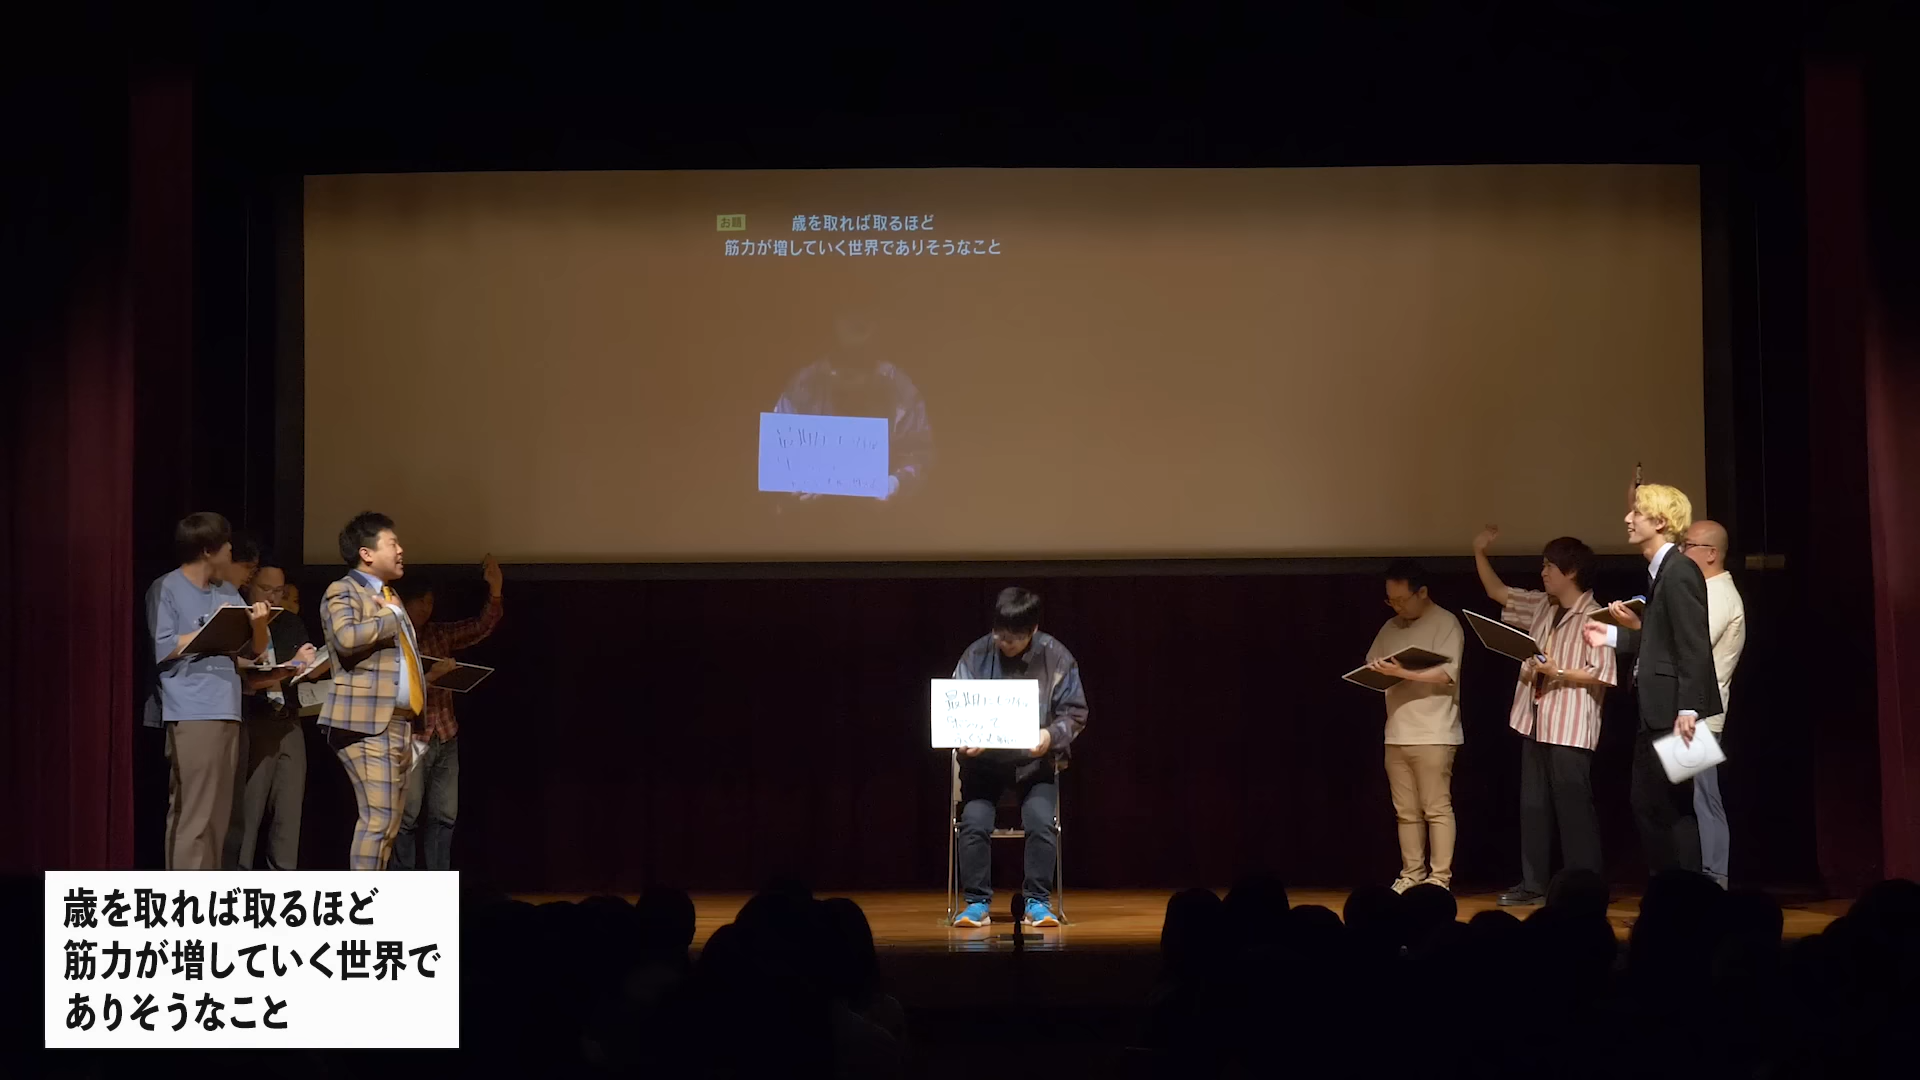 お題
歳を取れば取るほど
筋力が増していく世界でありそうなこと
歳を取れば取るほど
筋力が増していく世界で
ありそうなこと